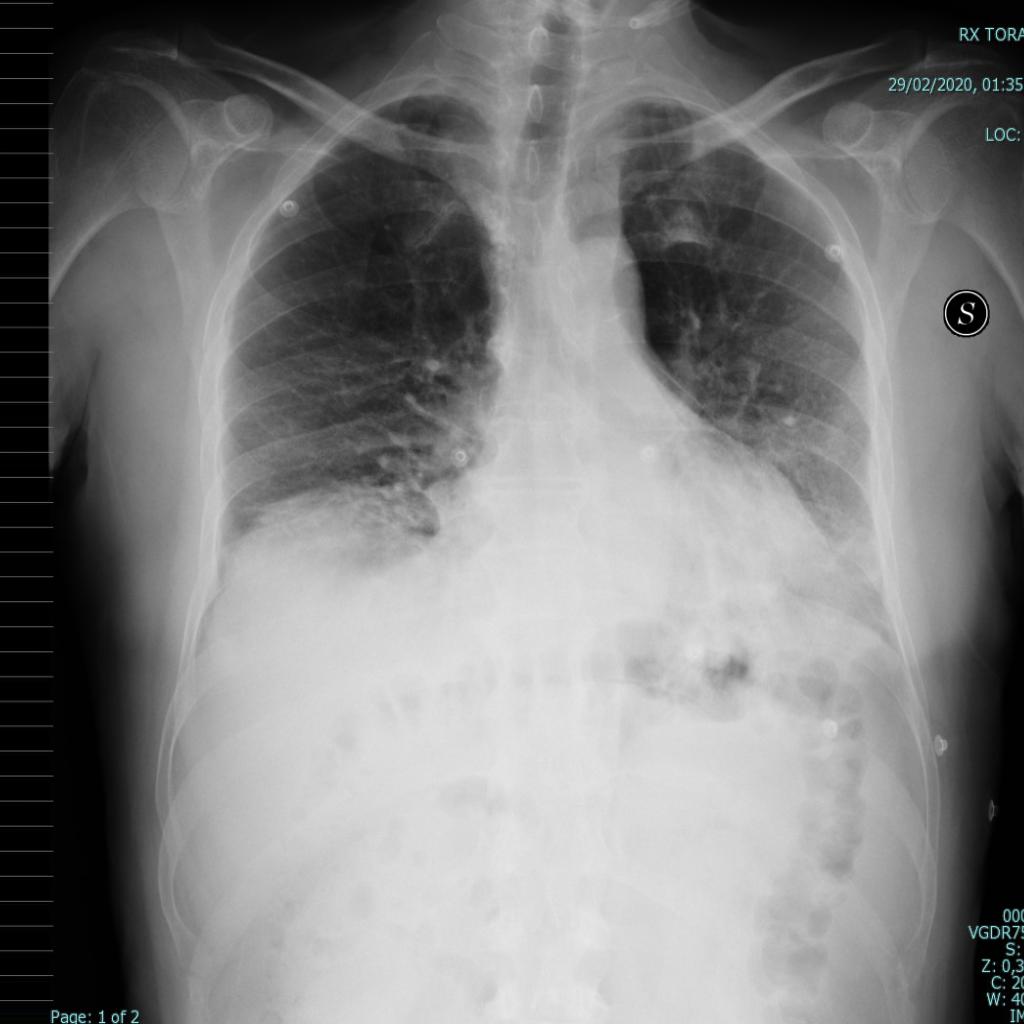 RX TORA
29/02/2020, 01:35
LOC:
S
000
VGDR75
S:
Z: 0,3
C: 20
W: 40
IM
Page: 1 of 2